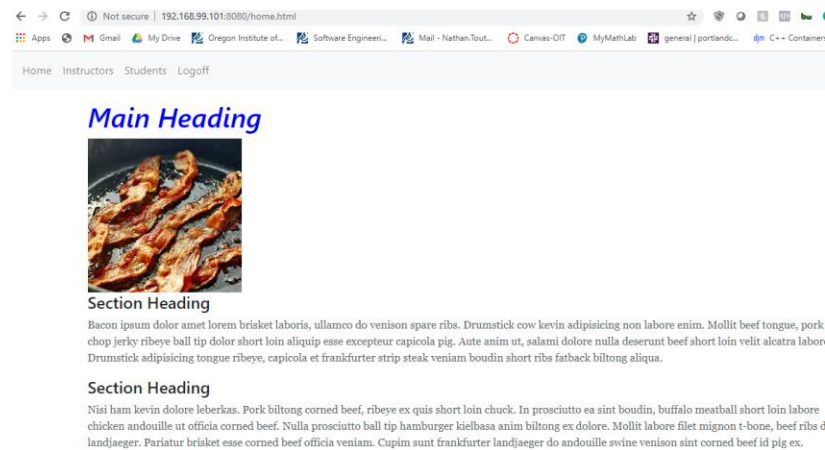 Not secure | 192.168.99.101:8080/home.html
Apps Gmail My Drive Oregon Institute of... Software Engineeri... Mail - Nathan.Tout... Canvas-OIT MyMathLab general | portlandc... C++ Containers
Home Instructors Students Logoff
Main Heading
Section Heading
Bacon ipsum dolor amet lorem brisket laboris, ullamco do venison spare ribs. Drumstick cow kevin adipisicing non labore enim. Mollit beef tongue, pork
chop jerky ribeye ball tip dolor short loin aliquip esse excepteur capicola pig. Aute anim ut, salami dolore nulla deserunt beef short loin velit alcatra labore
Drumstick adipisicing tongue ribeye, capicola et frankfurter strip steak veniam boudin short ribs fatback biltong aliqua.
Section Heading
Nisi ham kevin dolore leberkas. Pork biltong corned beef, ribeye ex quis short loin chuck. In prosciutto ea sint boudin, buffalo meatball short loin labore
chicken andouille ut officia corned beef. Nulla prosciutto ball tip hamburger kielbasa anim biltong ex dolore. Mollit labore filet mignon t-bone, beef ribs d
landjaeger. Pariatur brisket esse corned beef officia veniam. Cupim sunt frankfurter landjaeger do andouille swine venison sint corned beef id pig ex.